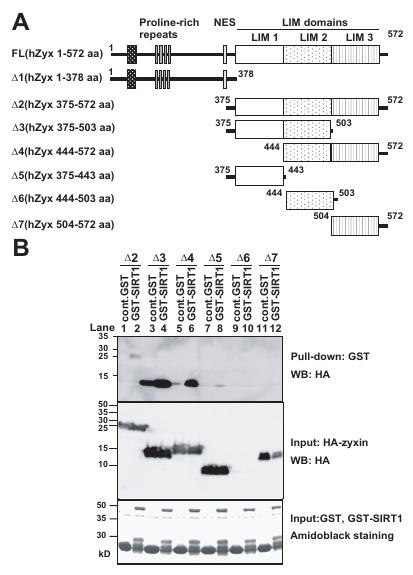 A
Proline-rich repeats
NES
LIM domains
LIM 1 LIM 2 LIM 3
FL(hZyx 1-572 aa) 1 572
Δ1(hZyx 1-378 aa) 1 378
Δ2(hZyx 375-572 aa) 375 572
Δ3(hZyx 375-503 aa) 375 503
Δ4(hZyx 444-572 aa) 444 572
Δ5(hZyx 375-443 aa) 375 443
Δ6(hZyx 444-503 aa) 444 503
Δ7(hZyx 504-572 aa) 504 572
B
Δ2 Δ3 Δ4 Δ5 Δ6 Δ7
cont.GST GST-SIRT1 cont.GST GST-SIRT1 cont.GST GST-SIRT1 cont.GST GST-SIRT1 cont.GST GST-SIRT1 cont.GST GST-SIRT1
Lane 1 2 3 4 5 6 7 8 9 10 11 12
35
25
15
Pull-down: GST
WB: HA
50
35
30
25
15
10
Input: HA-zyxin
WB: HA
50
35
30
kD
Input:GST, GST-SIRT1
Amidoblack staining